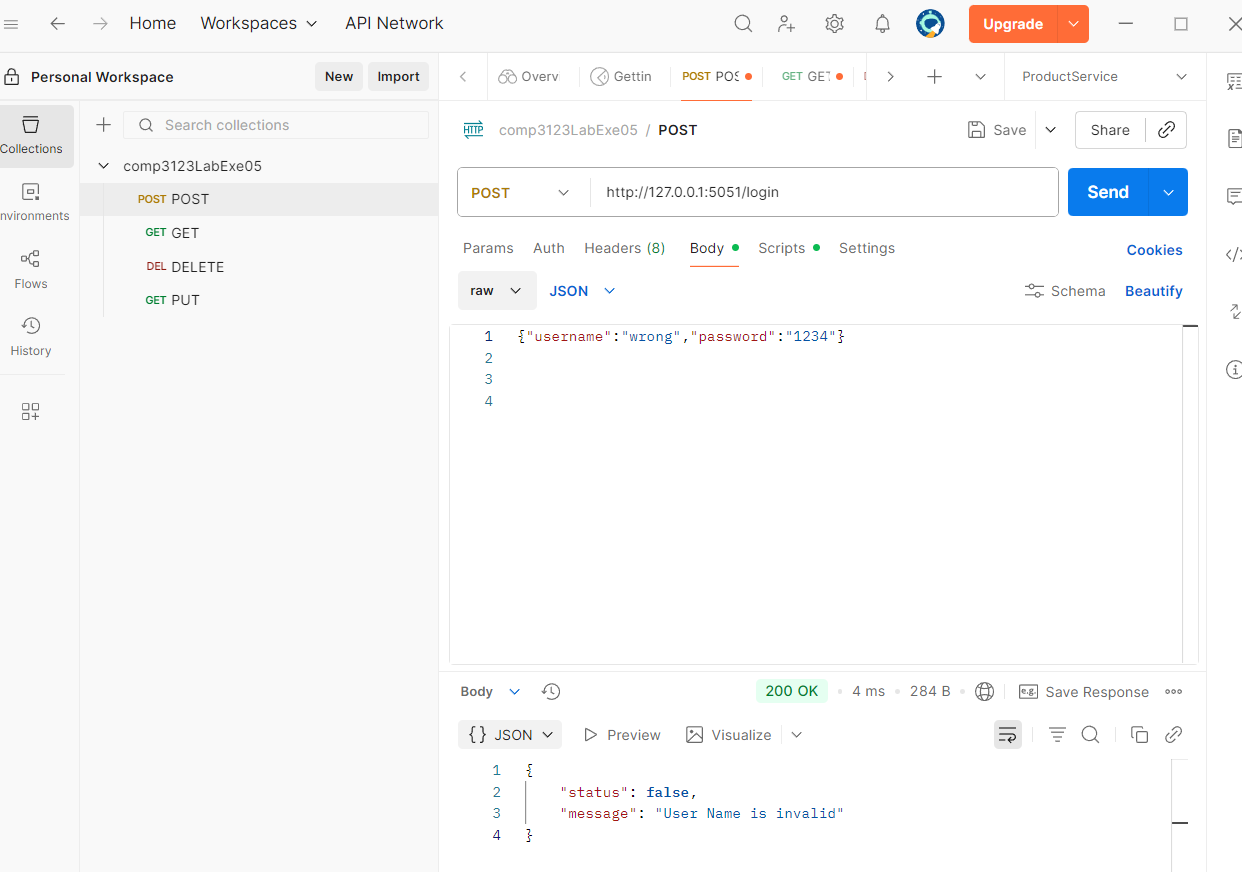 Home Workspaces API Network Upgrade
Personal Workspace New Import
Overv Gettin POST POS GET GET ProductService
Collections
nvironments
Flows
History
Search collections
comp3123LabExe05
POST POST
GET GET
DEL DELETE
GET PUT
HTTP comp3123LabExe05 / POST Save Share
POST http://127.0.0.1:5051/login Send
Params Auth Headers (8) Body Scripts Settings Cookies
raw JSON Schema Beautify
1 {"username":"wrong","password":"1234"}
2
3
4
Body 200 OK 4 ms 284 B e.g. Save Response
{} JSON Preview Visualize
1 {
2 "status": false,
3 "message": "User Name is invalid"
4 }